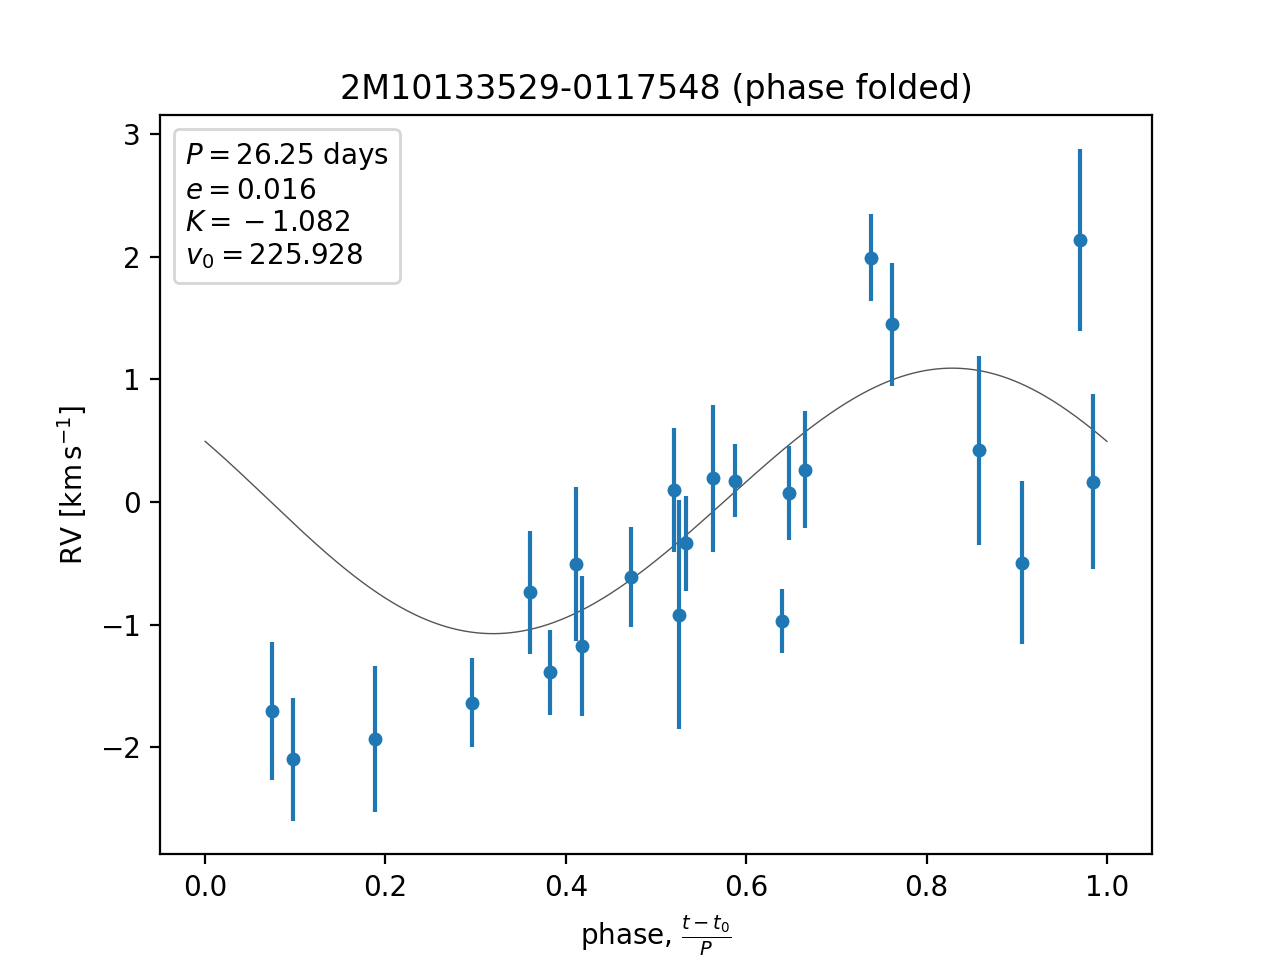 2M10133529-0117548 (phase folded)
P = 26.25 days
e = 0.016
K = −1.082
v₀ = 225.928
3
2
1
0
−1
−2
RV [km s⁻¹]
0.0 0.2 0.4 0.6 0.8 1.0
phase, (t − t₀)/P